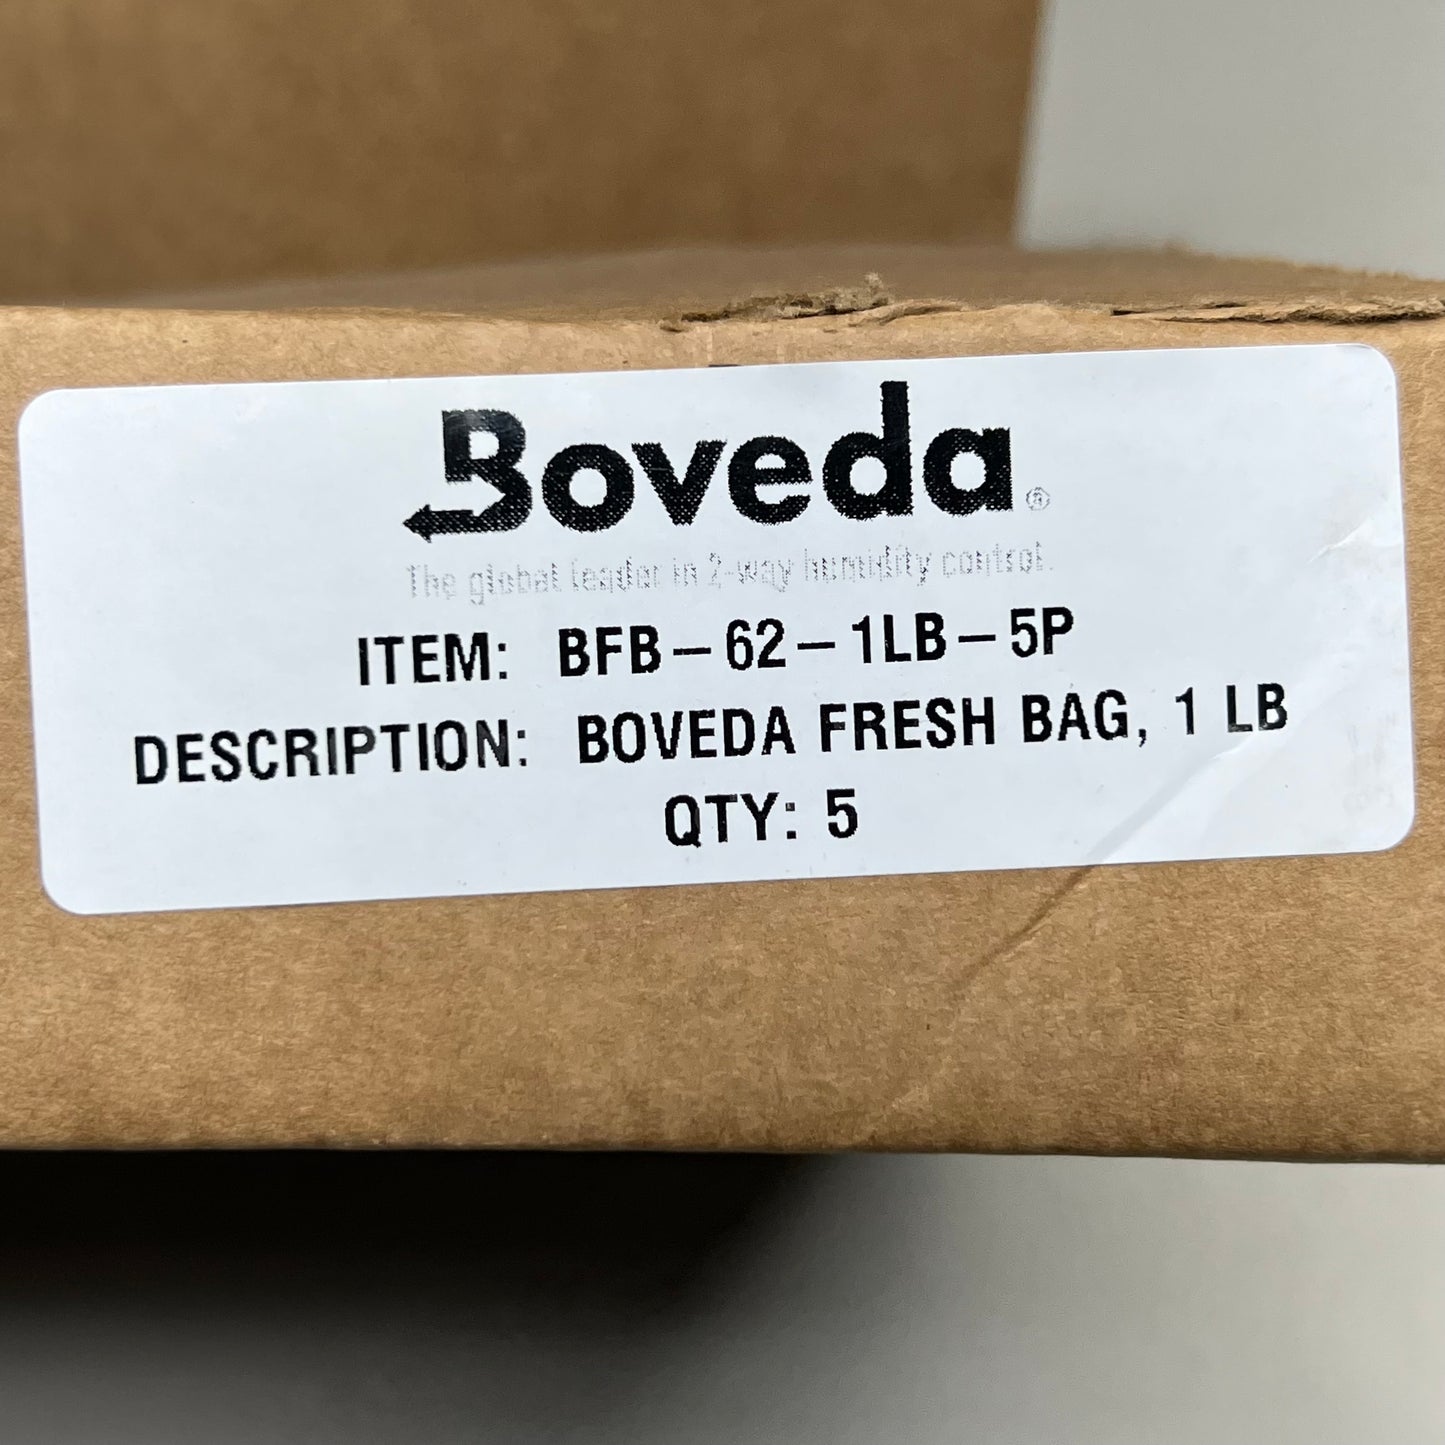 Boveda®
The global leader in 2-way humidity control.
ITEM: BFB-62-1LB-5P
DESCRIPTION: BOVEDA FRESH BAG, 1 LB
QTY: 5